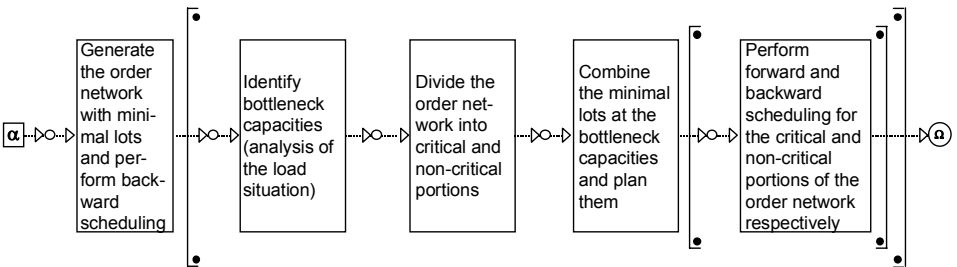 α
Generate
the order
network
with mini-
mal lots
and per-
form back-
ward
scheduling
Identify
bottleneck
capacities
(analysis of
the load
situation)
Divide the
order net-
work into
critical and
non-critical
portions
Combine
the minimal
lots at the
bottleneck
capacities
and plan
them
Perform
forward and
backward
scheduling for
the critical and
non-critical
portions of the
order network
respectively
Ω